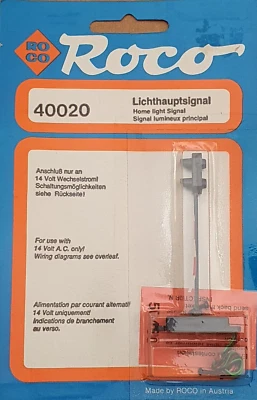 ROCO
Roco
40020
Lichthauptsignal
Home light Signal
Signal lumineux principal
Anschluß nur an
14 Volt Wechselstrom!
Schaltungsmöglichkeiten
siehe Rückseite!
For use with
14 Volt A.C. only!
Wiring diagrams see overleaf.
Alimentation par courant alternatif
14 Volt uniquement!
Indications de branchement
au verso.
Made by ROCO in Austria